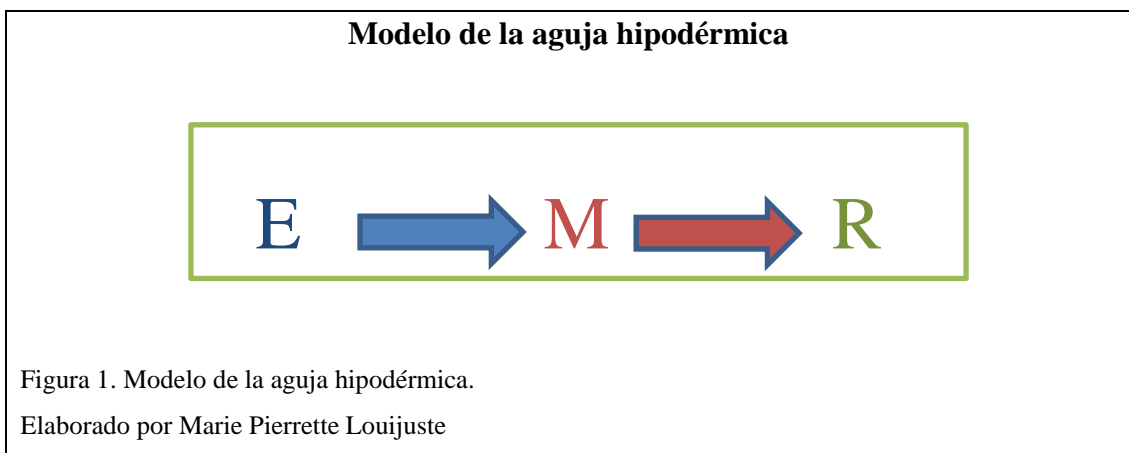 Modelo de la aguja hipodérmica
E M R
Figura 1. Modelo de la aguja hipodérmica.
Elaborado por Marie Pierrette Louijuste